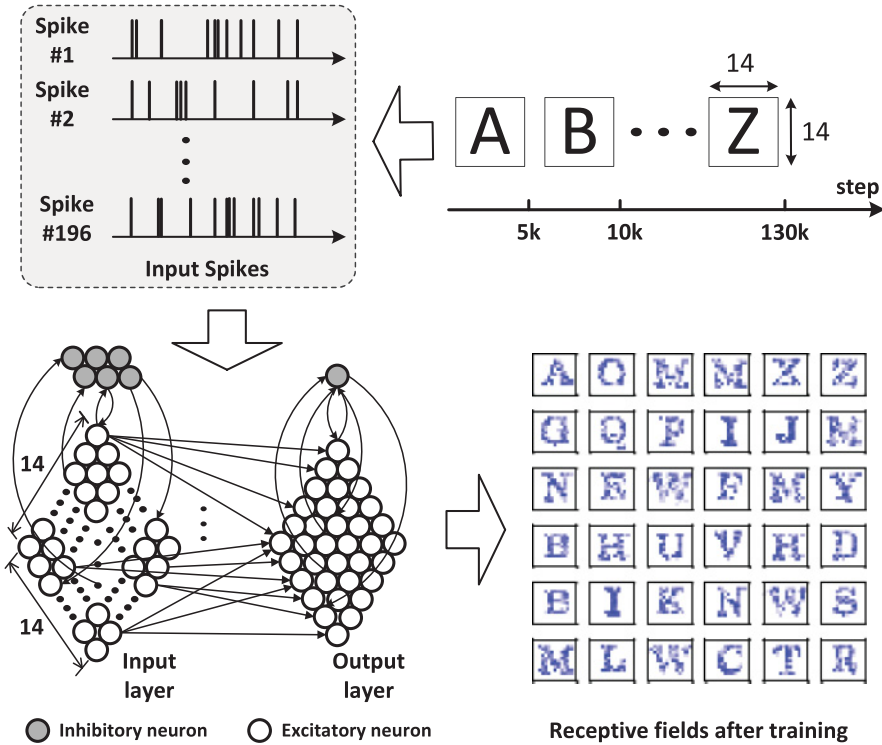 Spike
#1
Spike
#2
Spike
#196
Input Spikes
A B Z
14
14
step
5k 10k 130k
14
14
Input
layer
Output
layer
Inhibitory neuron Excitatory neuron
A O M M Z Z
G Q P I J M
N E W F M Y
B H U V H D
B I K N W S
M L W C T R
Receptive fields after training